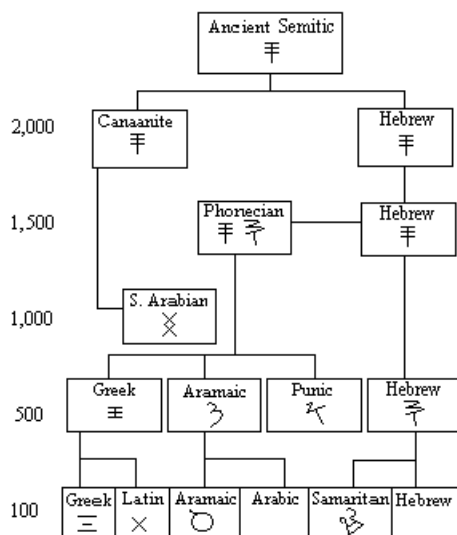 Ancient Semitic
2,000
Canaanite
Hebrew
1,500
Phonecian
Hebrew
1,000
S. Arabian
500
Greek
Aramaic
Punic
Hebrew
100
Greek
Latin
Aramaic
Arabic
Samaritan
Hebrew